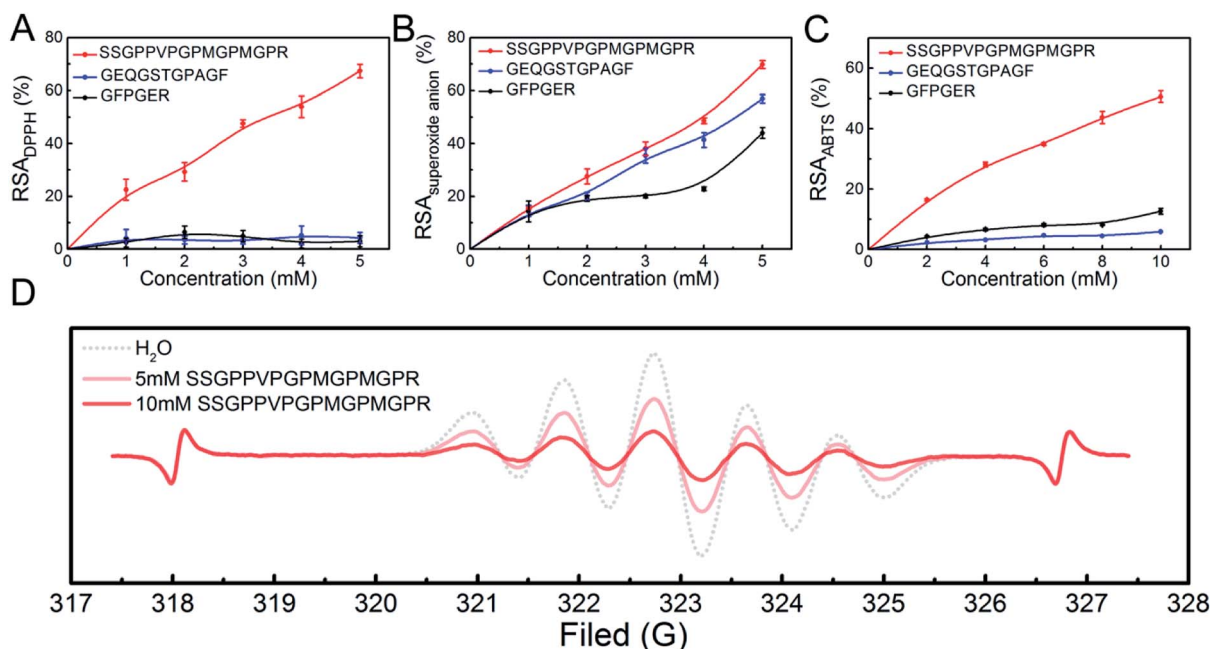 A
RSA_DPPH (%)
80
60
40
20
0
SSGPPVPGPMGPMGPR
GEQGSTGPAGF
GFPGER
0 1 2 3 4 5
Concentration (mM)
B
RSA_superoxide anion (%)
80
60
40
20
0
SSGPPVPGPMGPMGPR
GEQGSTGPAGF
GFPGER
0 1 2 3 4 5
Concentration (mM)
C
RSA_ABTS (%)
60
40
20
0
SSGPPVPGPMGPMGPR
GEQGSTGPAGF
GFPGER
0 2 4 6 8 10
Concentration (mM)
D
H₂O
5mM SSGPPVPGPMGPMGPR
10mM SSGPPVPGPMGPMGPR
317 318 319 320 321 322 323 324 325 326 327 328
Filed (G)